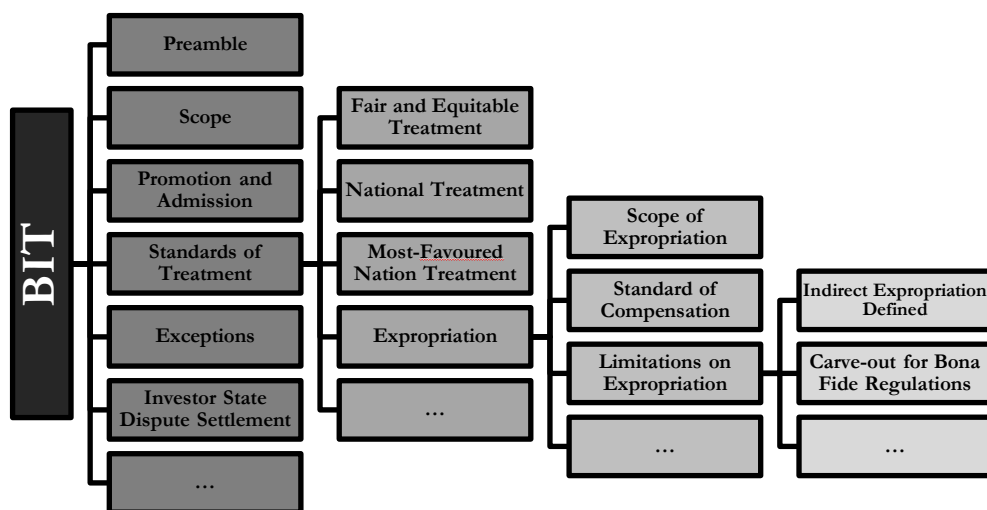 BIT
Preamble
Scope
Promotion and
Admission
Standards of
Treatment
Exceptions
Investor State
Dispute Settlement
…
Fair and Equitable
Treatment
National Treatment
Most-Favoured
Nation Treatment
Expropriation
…
Scope of
Expropriation
Standard of
Compensation
Limitations on
Expropriation
…
Indirect Expropriation
Defined
Carve-out for Bona
Fide Regulations
…